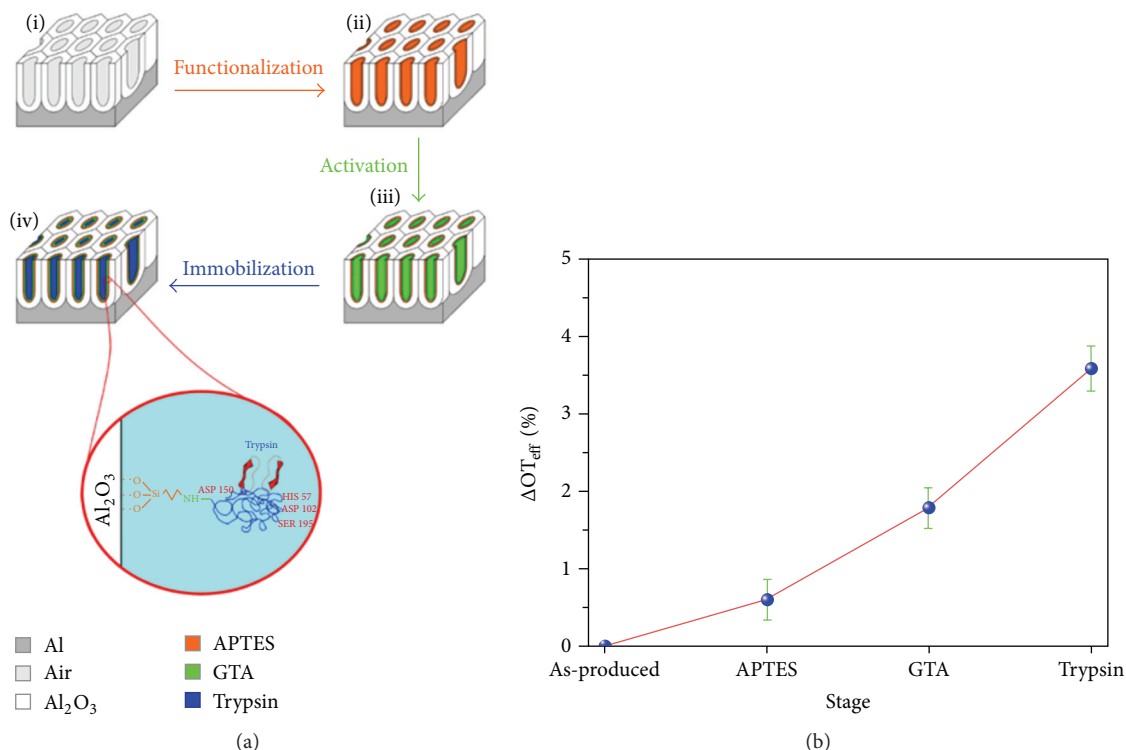 (i)
(ii)
Functionalization
Activation
(iii)
(iv)
Immobilization
Al₂O₃
O
O
O
Si
NH
ASP 150
Trypsin
HIS 57
ASP 102
SER 195
Al
Air
Al₂O₃
APTES
GTA
Trypsin
(a)
ΔOT_eff (%)
5
4
3
2
1
0
As-produced
APTES
GTA
Trypsin
Stage
(b)